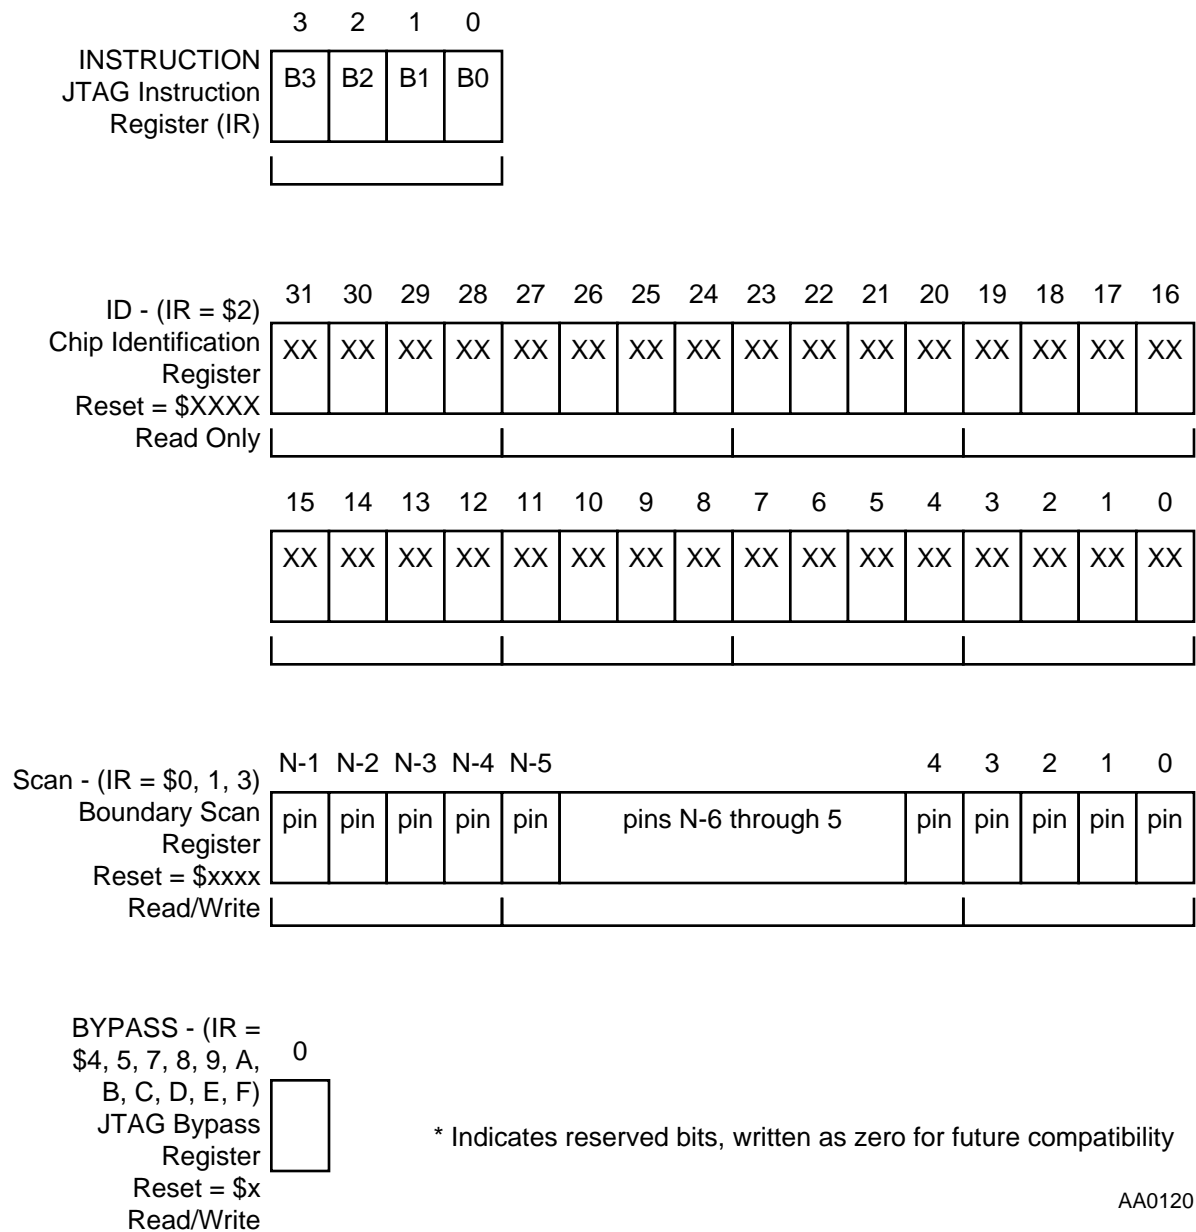 3 2 1 0
INSTRUCTION
JTAG Instruction
Register (IR)
B3 B2 B1 B0
31 30 29 28 27 26 25 24 23 22 21 20 19 18 17 16
ID - (IR = $2)
Chip Identification
Register
Reset = $XXXX
Read Only
XX XX XX XX XX XX XX XX XX XX XX XX XX XX XX XX
15 14 13 12 11 10 9 8 7 6 5 4 3 2 1 0
XX XX XX XX XX XX XX XX XX XX XX XX XX XX XX XX
N-1 N-2 N-3 N-4 N-5 4 3 2 1 0
Scan - (IR = $0, 1, 3)
Boundary Scan
Register
Reset = $xxxx
Read/Write
pin pin pin pin pin pins N-6 through 5 pin pin pin pin pin
BYPASS - (IR =
$4, 5, 7, 8, 9, A,
B, C, D, E, F)
JTAG Bypass
Register
Reset = $x
Read/Write
0
* Indicates reserved bits, written as zero for future compatibility
AA0120